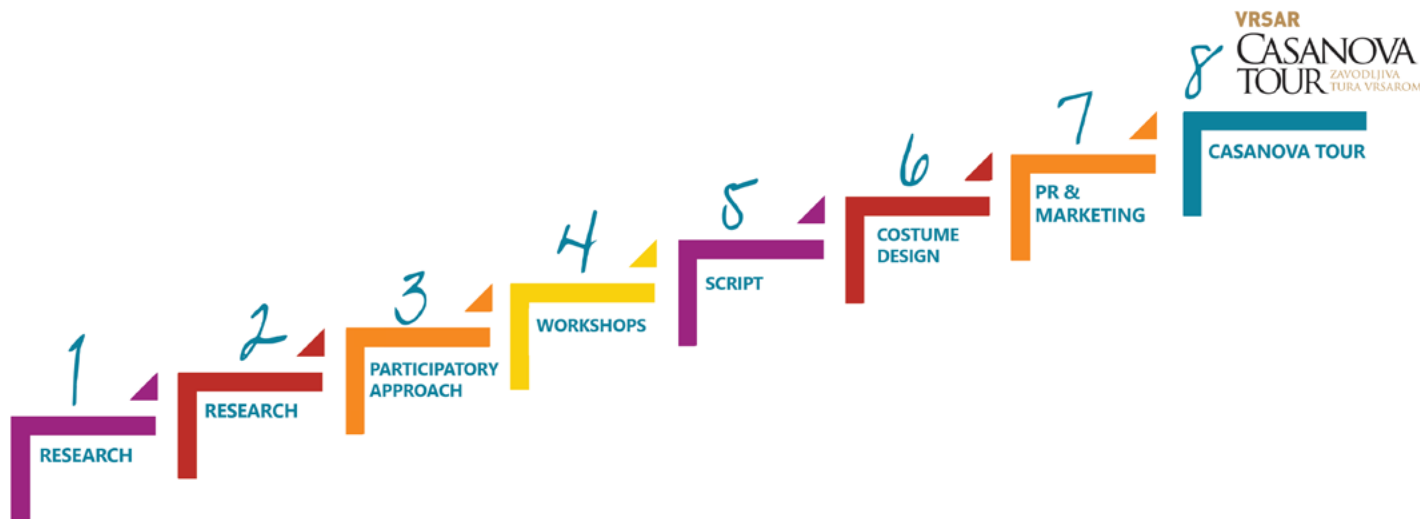 1
RESEARCH
2
RESEARCH
3
PARTICIPATORY
APPROACH
4
WORKSHOPS
5
SCRIPT
6
COSTUME
DESIGN
7
PR &
MARKETING
8
VRSAR
CASANOVA
TOUR ZAVODLJIVA
TURA VRSAROM
CASANOVA TOUR